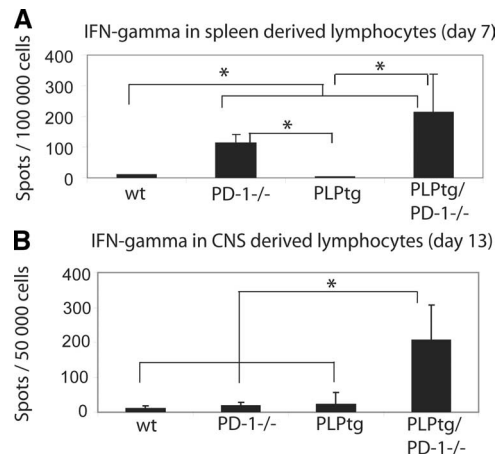 A
IFN-gamma in spleen derived lymphocytes (day 7)
Spots / 100 000 cells
400
300
200
100
0
*
*
*
wt
PD-1-/-
PLPtg
PLPtg/
PD-1-/-
B
IFN-gamma in CNS derived lymphocytes (day 13)
Spots / 50 000 cells
400
300
200
100
0
*
wt
PD-1-/-
PLPtg
PLPtg/
PD-1-/-